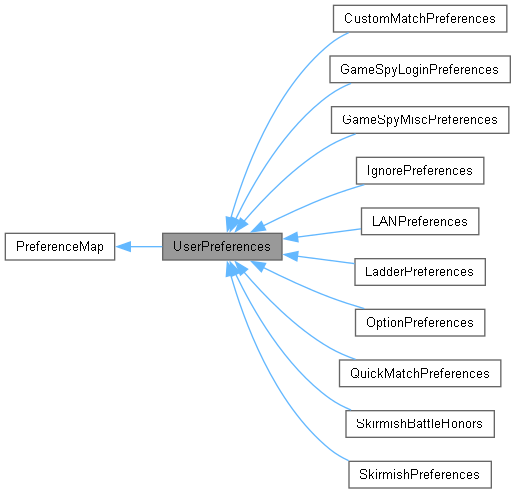 CustomMatchPreferences
GameSpyLoginPreferences
GameSpyMiscPreferences
IgnorePreferences
LANPreferences
PreferenceMap
UserPreferences
LadderPreferences
OptionPreferences
QuickMatchPreferences
SkirmishBattleHonors
SkirmishPreferences